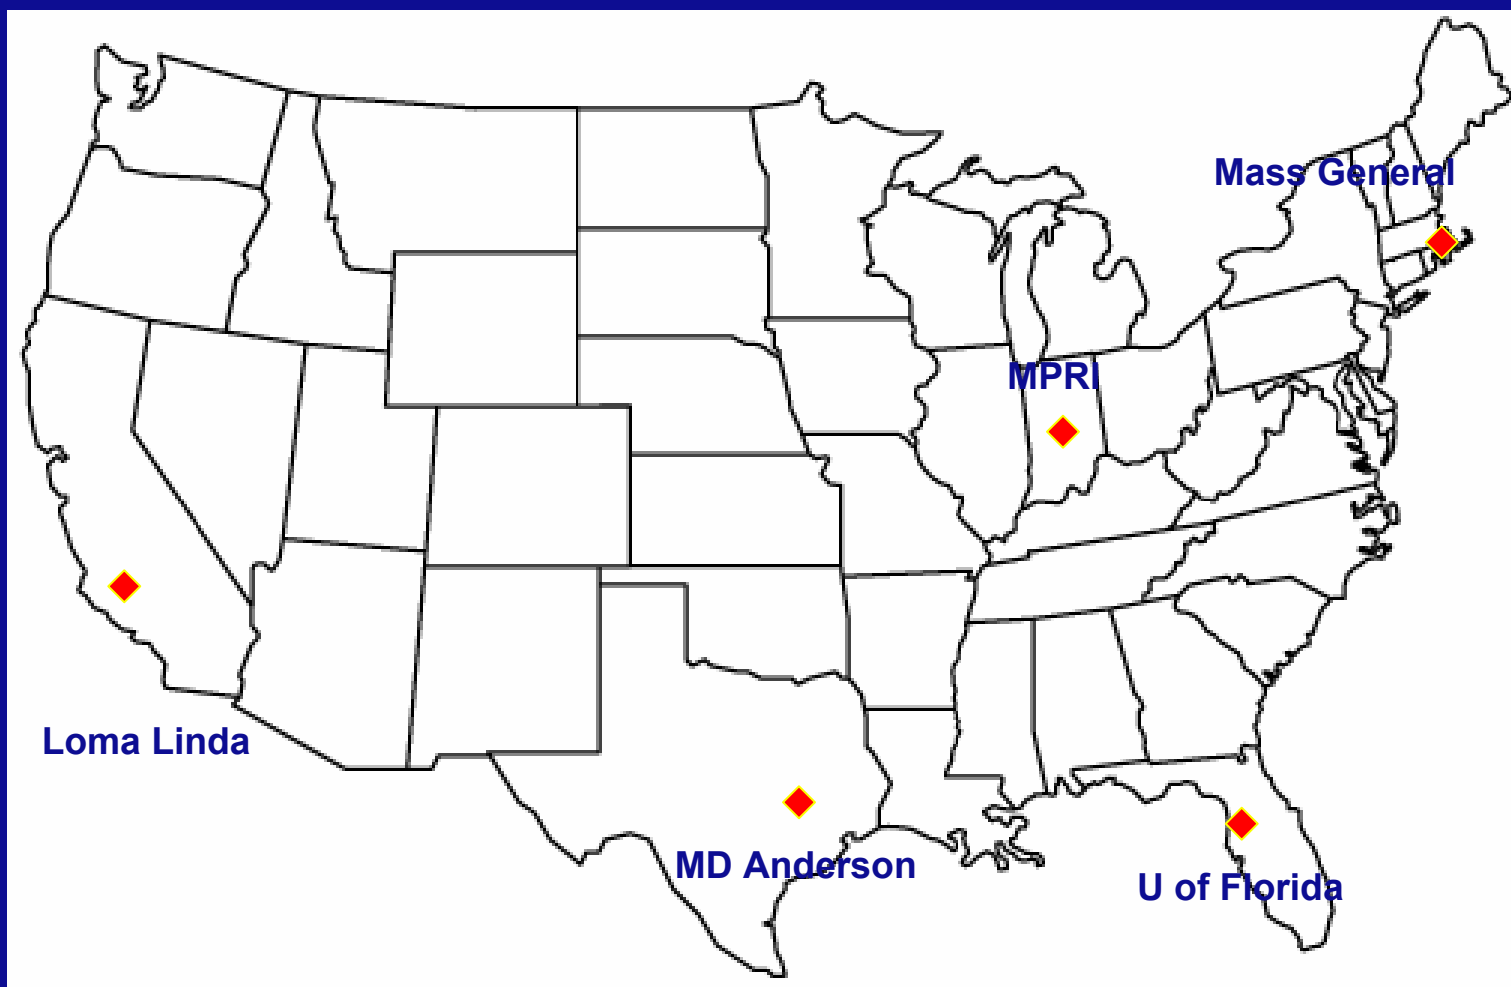 Mass General
MPRI
Loma Linda
MD Anderson
U of Florida